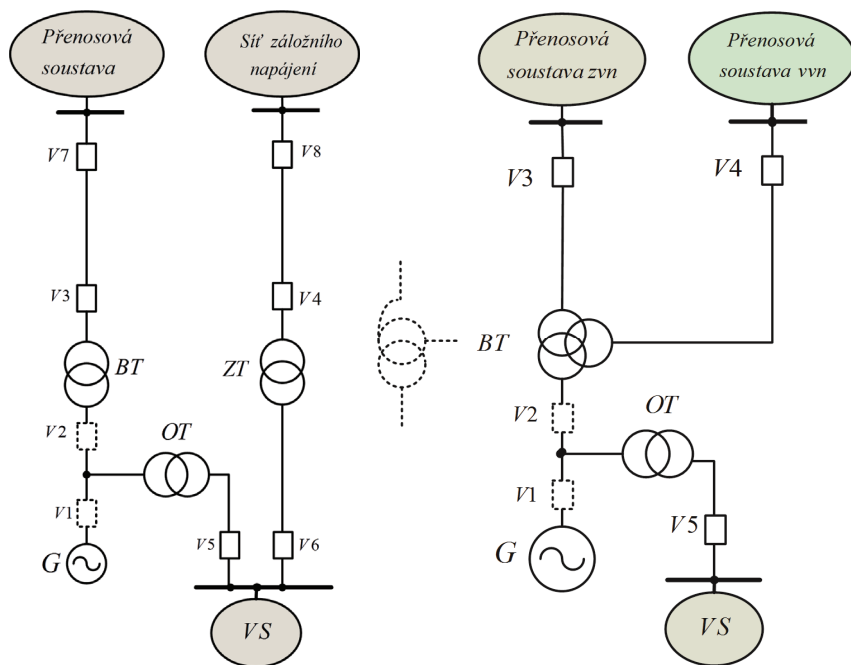 Přenosová
soustava
Síť záložního
napájení
V7
V8
V3
V4
BT
ZT
V2
OT
V1
G
V5
V6
VS
Přenosová
soustava zvn
Přenosová
soustava vvn
V3
V4
BT
V2
OT
V1
G
V5
VS